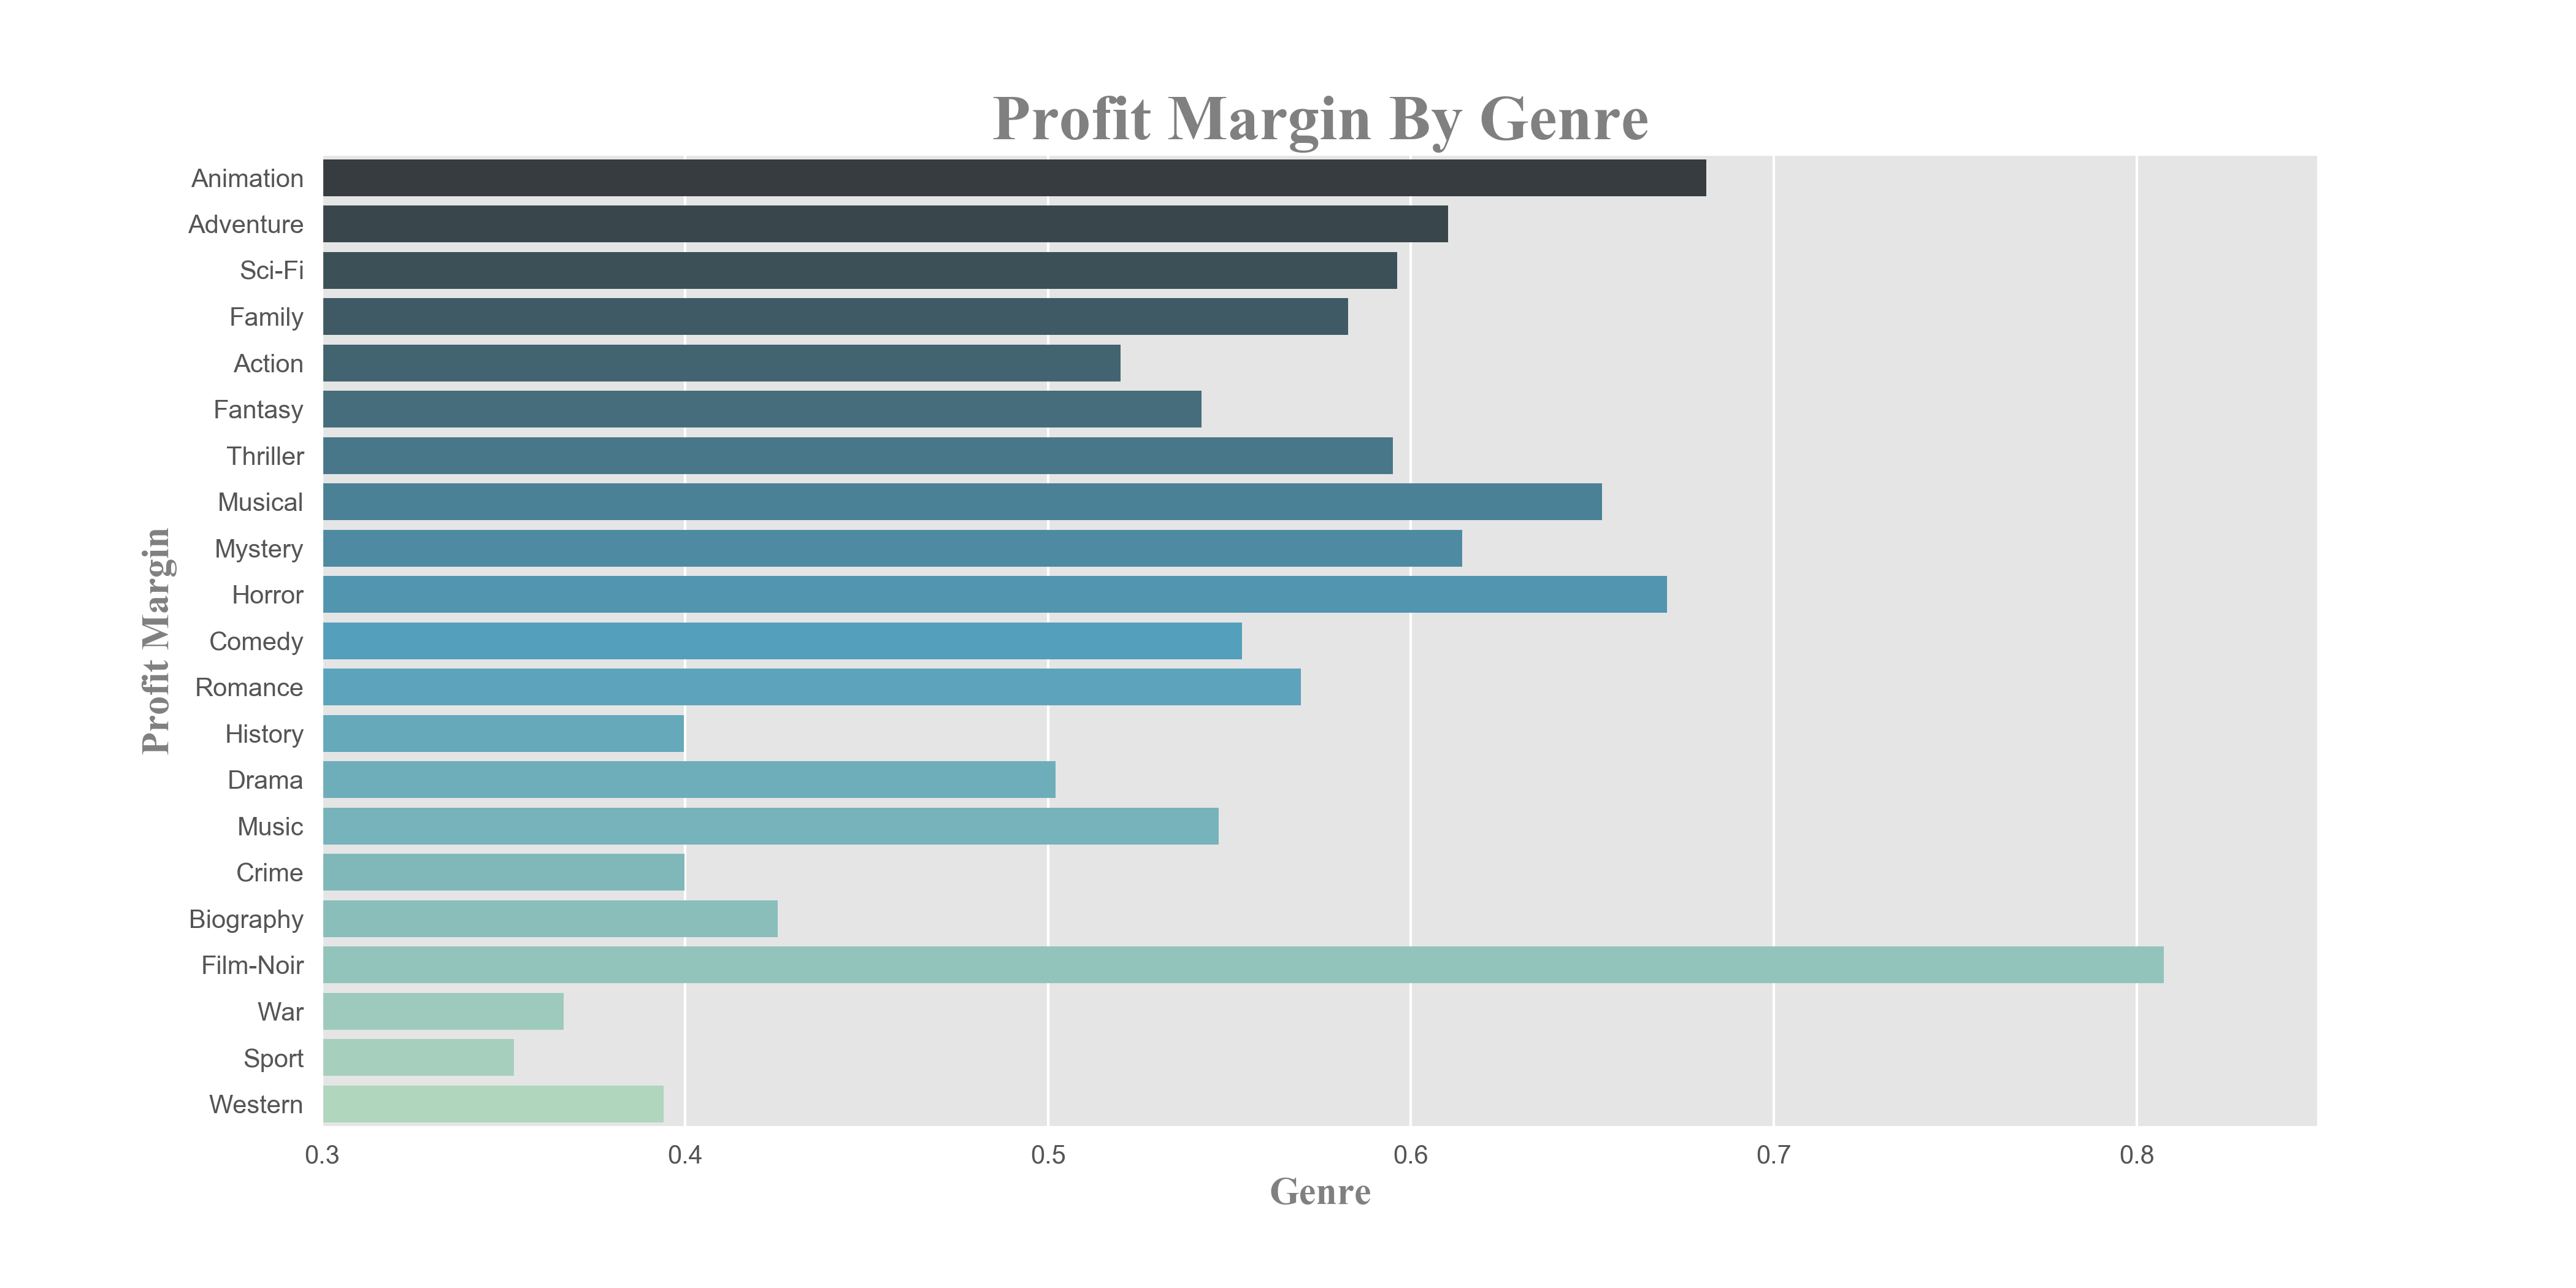 Profit Margin By Genre
Profit Margin
Animation
Adventure
Sci-Fi
Family
Action
Fantasy
Thriller
Musical
Mystery
Horror
Comedy
Romance
History
Drama
Music
Crime
Biography
Film-Noir
War
Sport
Western
0.3 0.4 0.5 0.6 0.7 0.8
Genre